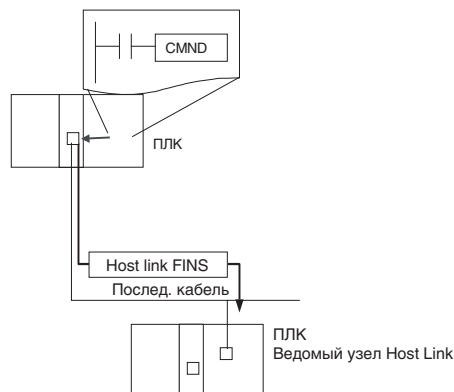 CMND
ПЛК
Host link FINS
Послед. кабель
ПЛК
Ведомый узел Host Link